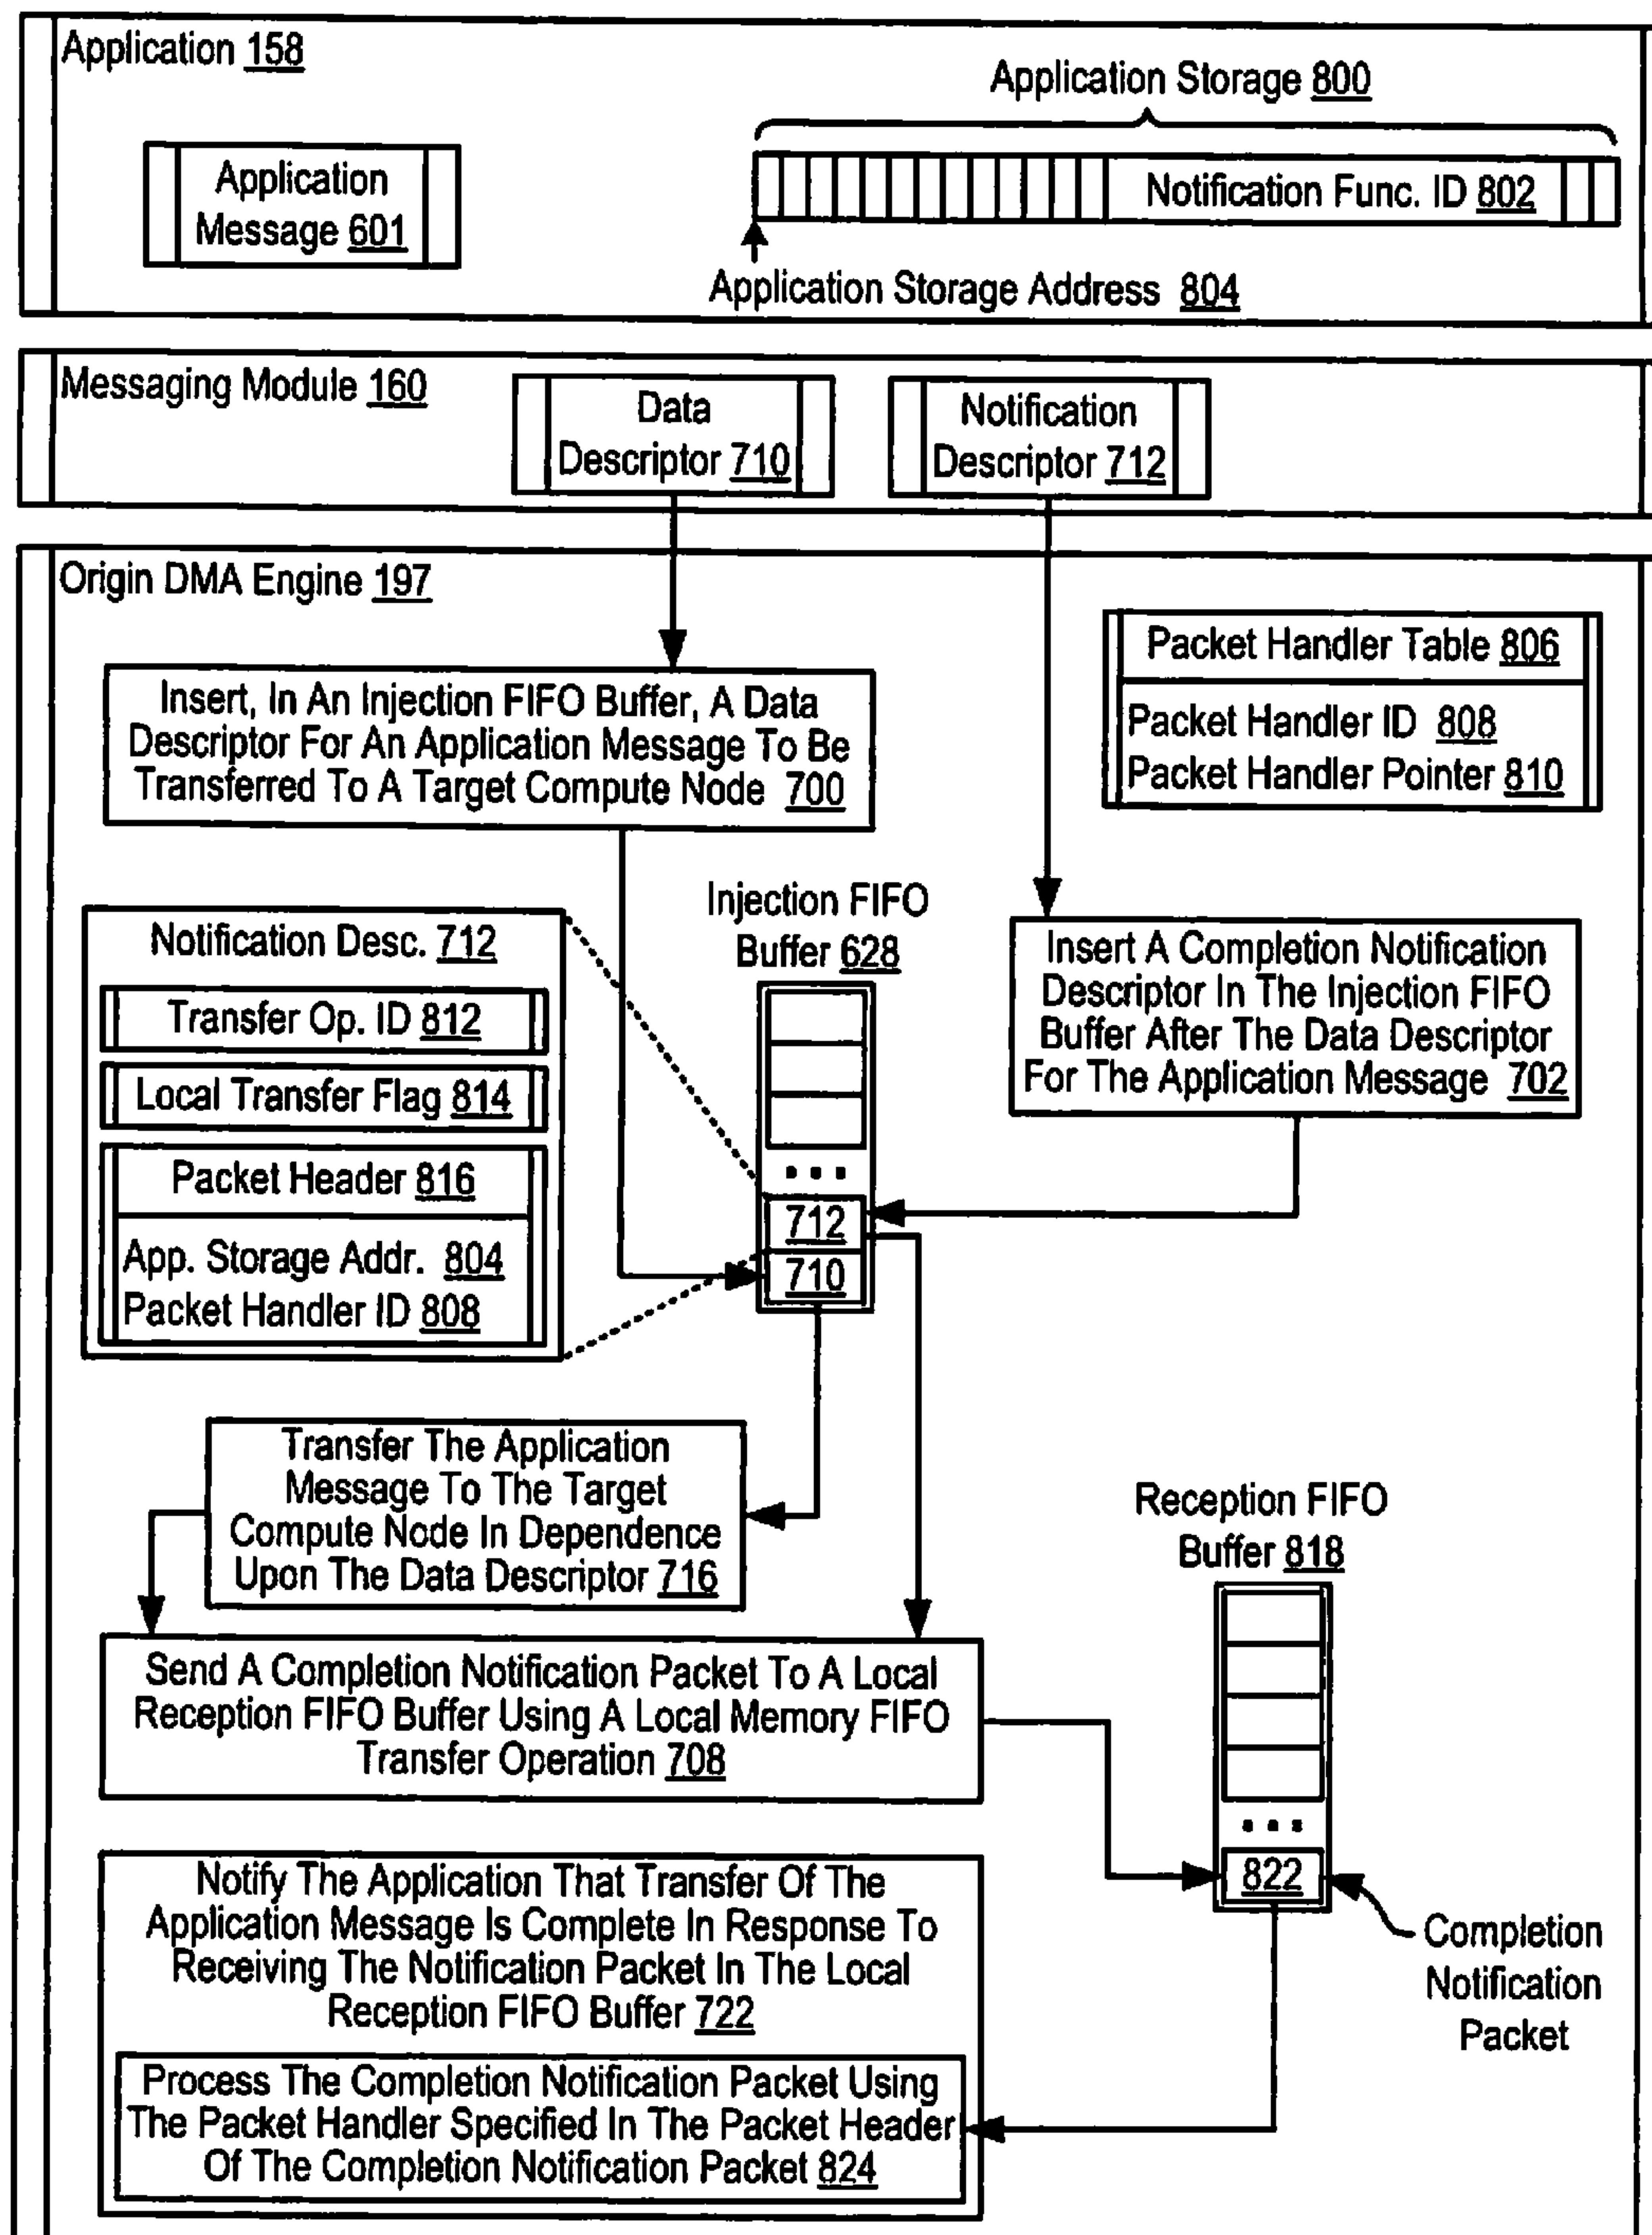 Application 158
Application Storage 800
Application
Message 601
Notification Func. ID 802
Application Storage Address 804
Messaging Module 160
Data
Descriptor 710
Notification
Descriptor 712
Origin DMA Engine 197
Packet Handler Table 806
Packet Handler ID 808
Packet Handler Pointer 810
Insert, In An Injection FIFO Buffer, A Data
Descriptor For An Application Message To Be
Transferred To A Target Compute Node 700
Injection FIFO
Buffer 628
Insert A Completion Notification
Descriptor In The Injection FIFO
Buffer After The Data Descriptor
For The Application Message 702
Notification Desc. 712
Transfer Op. ID 812
Local Transfer Flag 814
Packet Header 816
App. Storage Addr. 804
Packet Handler ID 808
712
710
Transfer The Application
Message To The Target
Compute Node In Dependence
Upon The Data Descriptor 716
Reception FIFO
Buffer 818
Send A Completion Notification Packet To A Local
Reception FIFO Buffer Using A Local Memory FIFO
Transfer Operation 708
822
Completion
Notification
Packet
Notify The Application That Transfer Of The
Application Message Is Complete In Response To
Receiving The Notification Packet In The Local
Reception FIFO Buffer 722
Process The Completion Notification Packet Using
The Packet Handler Specified In The Packet Header
Of The Completion Notification Packet 824